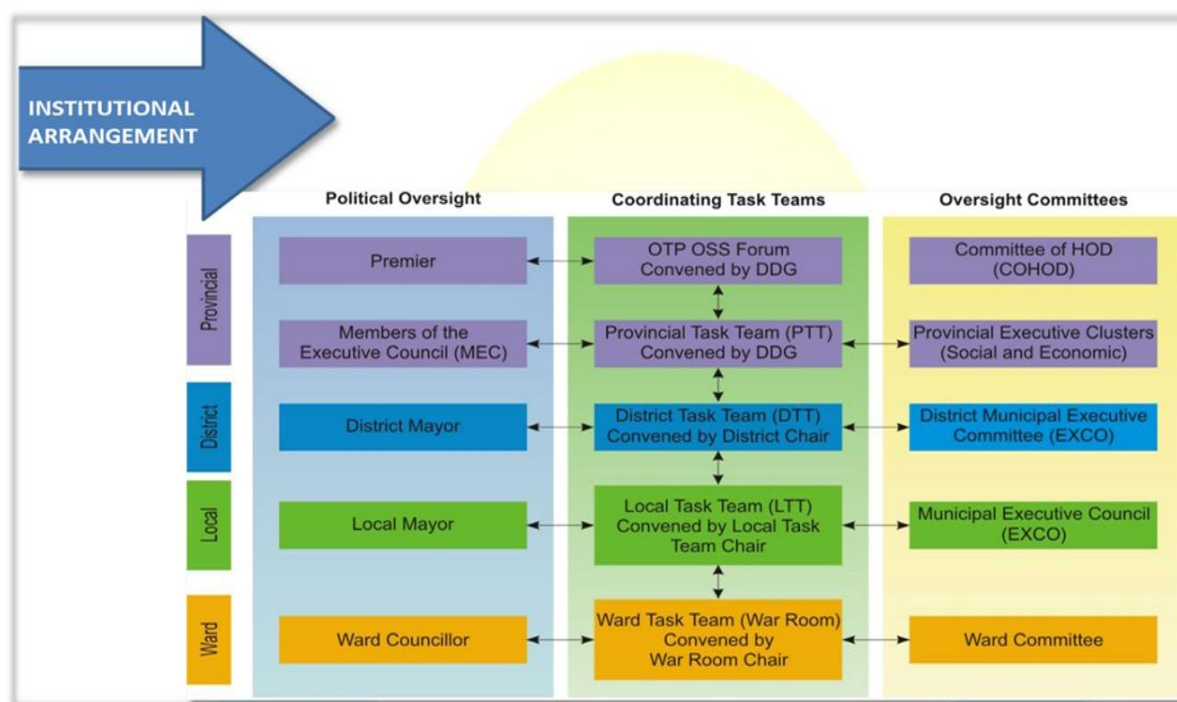 INSTITUTIONAL
ARRANGEMENT
Political Oversight
Coordinating Task Teams
Oversight Committees
Provincial
Premier
OTP OSS Forum
Convened by DDG
Committee of HOD
(COHOD)
Members of the
Executive Council (MEC)
Provincial Task Team (PTT)
Convened by DDG
Provincial Executive Clusters
(Social and Economic)
District
District Mayor
District Task Team (DTT)
Convened by District Chair
District Municipal Executive
Committee (EXCO)
Local
Local Mayor
Local Task Team (LTT)
Convened by Local Task
Team Chair
Municipal Executive Council
(EXCO)
Ward
Ward Councillor
Ward Task Team (War Room)
Convened by
War Room Chair
Ward Committee